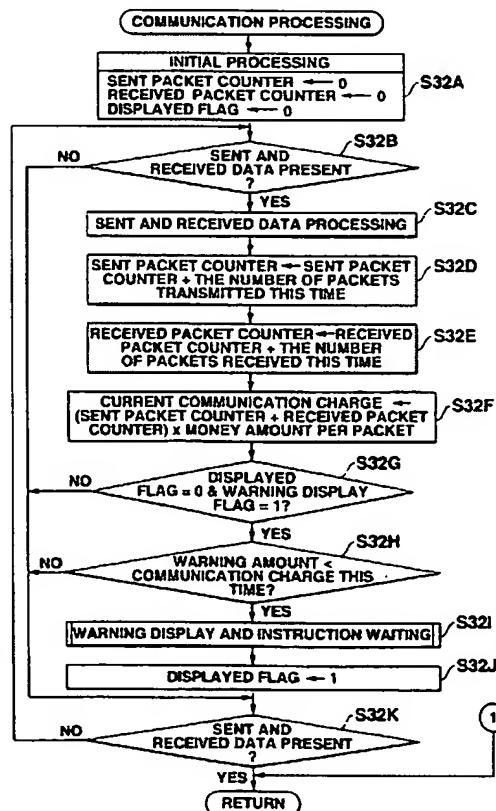 COMMUNICATION PROCESSING
INITIAL PROCESSING
SENT PACKET COUNTER ← 0
RECEIVED PACKET COUNTER ← 0
DISPLAYED FLAG ← 0
S32A
S32B
NO
SENT AND
RECEIVED DATA PRESENT
?
YES
S32C
SENT AND RECEIVED DATA PROCESSING
S32D
SENT PACKET COUNTER ← SENT PACKET
COUNTER + THE NUMBER OF PACKETS
TRANSMITTED THIS TIME
S32E
RECEIVED PACKET COUNTER ← RECEIVED
PACKET COUNTER + THE NUMBER
OF PACKETS RECEIVED THIS TIME
S32F
CURRENT COMMUNICATION CHARGE ←
(SENT PACKET COUNTER + RECEIVED PACKET
COUNTER) x MONEY AMOUNT PER PACKET
S32G
NO
DISPLAYED
FLAG = 0 & WARNING DISPLAY
FLAG = 1?
YES
S32H
NO
WARNING AMOUNT <
COMMUNICATION CHARGE THIS
TIME?
YES
S32I
WARNING DISPLAY AND INSTRUCTION WAITING
S32J
DISPLAYED FLAG ← 1
S32K
NO
SENT AND
RECEIVED DATA PRESENT
?
1
YES
RETURN